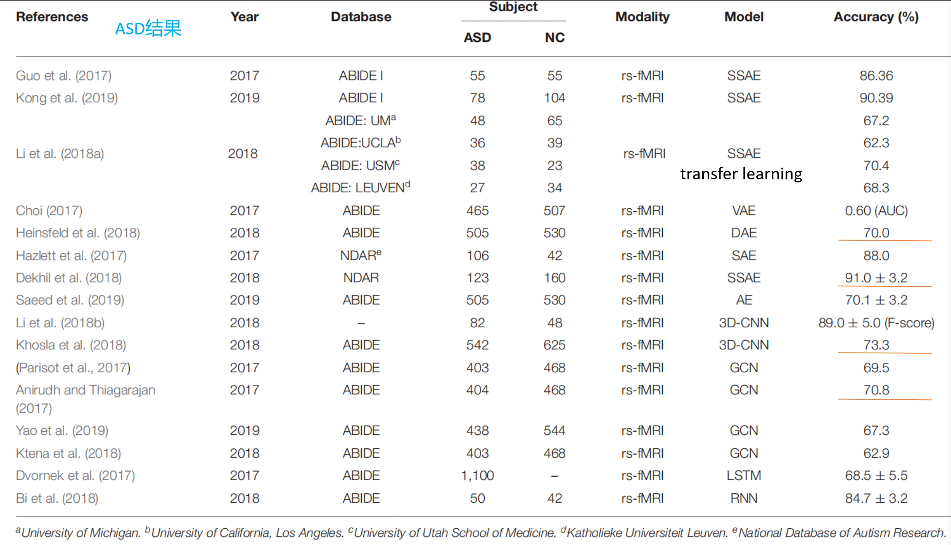 References Year Database Subject Modality Model Accuracy (%)
ASD结果
ASD NC
Guo et al. (2017) 2017 ABIDE I 55 55 rs-fMRI SSAE 86.36
Kong et al. (2019) 2019 ABIDE I 78 104 rs-fMRI SSAE 90.39
ABIDE: UMa 48 65 67.2
ABIDE:UCLAb 36 39 62.3
Li et al. (2018a) 2018 rs-fMRI SSAE
ABIDE: USMc 38 23 70.4
transfer learning
ABIDE: LEUVENd 27 34 68.3
Choi (2017) 2017 ABIDE 465 507 rs-fMRI VAE 0.60 (AUC)
Heinsfeld et al. (2018) 2018 ABIDE 505 530 rs-fMRI DAE 70.0
Hazlett et al. (2017) 2017 NDARe 106 42 rs-fMRI SAE 88.0
Dekhil et al. (2018) 2018 NDAR 123 160 rs-fMRI SSAE 91.0 ± 3.2
Saeed et al. (2019) 2019 ABIDE 505 530 rs-fMRI AE 70.1 ± 3.2
Li et al. (2018b) 2018 – 82 48 rs-fMRI 3D-CNN 89.0 ± 5.0 (F-score)
Khosla et al. (2018) 2018 ABIDE 542 625 rs-fMRI 3D-CNN 73.3
(Parisot et al., 2017) 2017 ABIDE 403 468 rs-fMRI GCN 69.5
Anirudh and Thiagarajan 2017 ABIDE 404 468 rs-fMRI GCN 70.8
(2017)
Yao et al. (2019) 2019 ABIDE 438 544 rs-fMRI GCN 67.3
Ktena et al. (2018) 2018 ABIDE 403 468 rs-fMRI GCN 62.9
Dvornek et al. (2017) 2017 ABIDE 1,100 – rs-fMRI LSTM 68.5 ± 5.5
Bi et al. (2018) 2018 ABIDE 50 42 rs-fMRI RNN 84.7 ± 3.2
aUniversity of Michigan. bUniversity of California, Los Angeles. cUniversity of Utah School of Medicine. dKatholieke Universiteit Leuven. eNational Database of Autism Research.